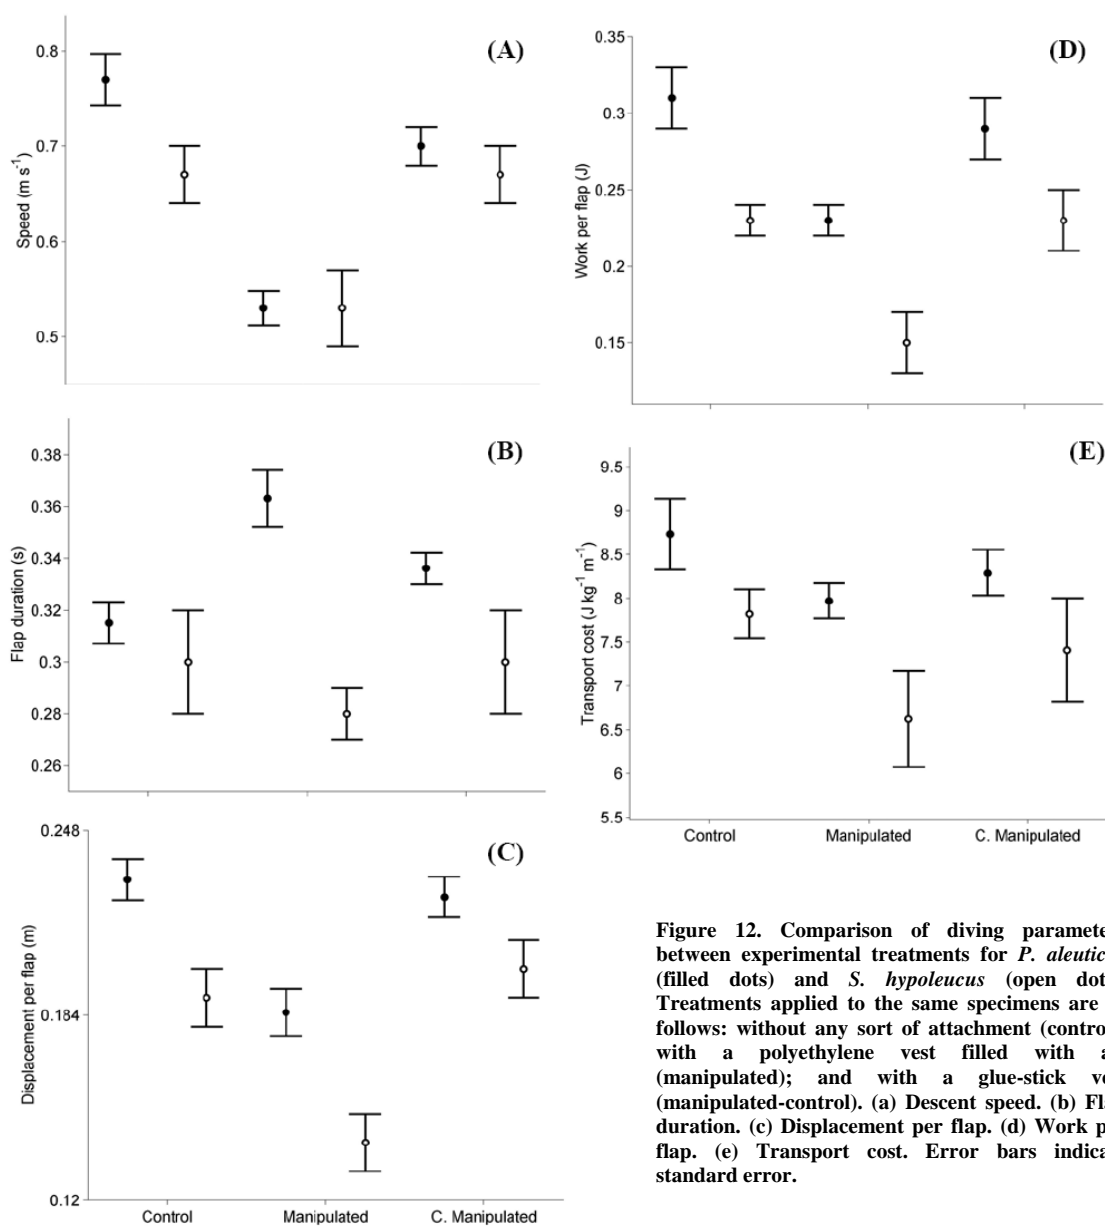 (A)
0.8
0.7
0.6
0.5
Speed (m s-1)
(B)
0.38
0.36
0.34
0.32
0.3
0.28
0.26
Flap duration (s)
(C)
0.248
0.184
0.12
Displacement per flap (m)
Control Manipulated C. Manipulated
(D)
0.35
0.3
0.25
0.2
0.15
Work per flap (J)
(E)
9.5
9
8.5
8
7.5
7
6.5
6
5.5
Transport cost (J kg-1 m-1)
Control Manipulated C. Manipulated
Figure 12. Comparison of diving paramete
between experimental treatments for P. aleutic
(filled dots) and S. hypoleucus (open dot
Treatments applied to the same specimens are
follows: without any sort of attachment (control
with a polyethylene vest filled with a
(manipulated); and with a glue-stick ve
(manipulated-control). (a) Descent speed. (b) Fl
duration. (c) Displacement per flap. (d) Work p
flap. (e) Transport cost. Error bars indica
standard error.